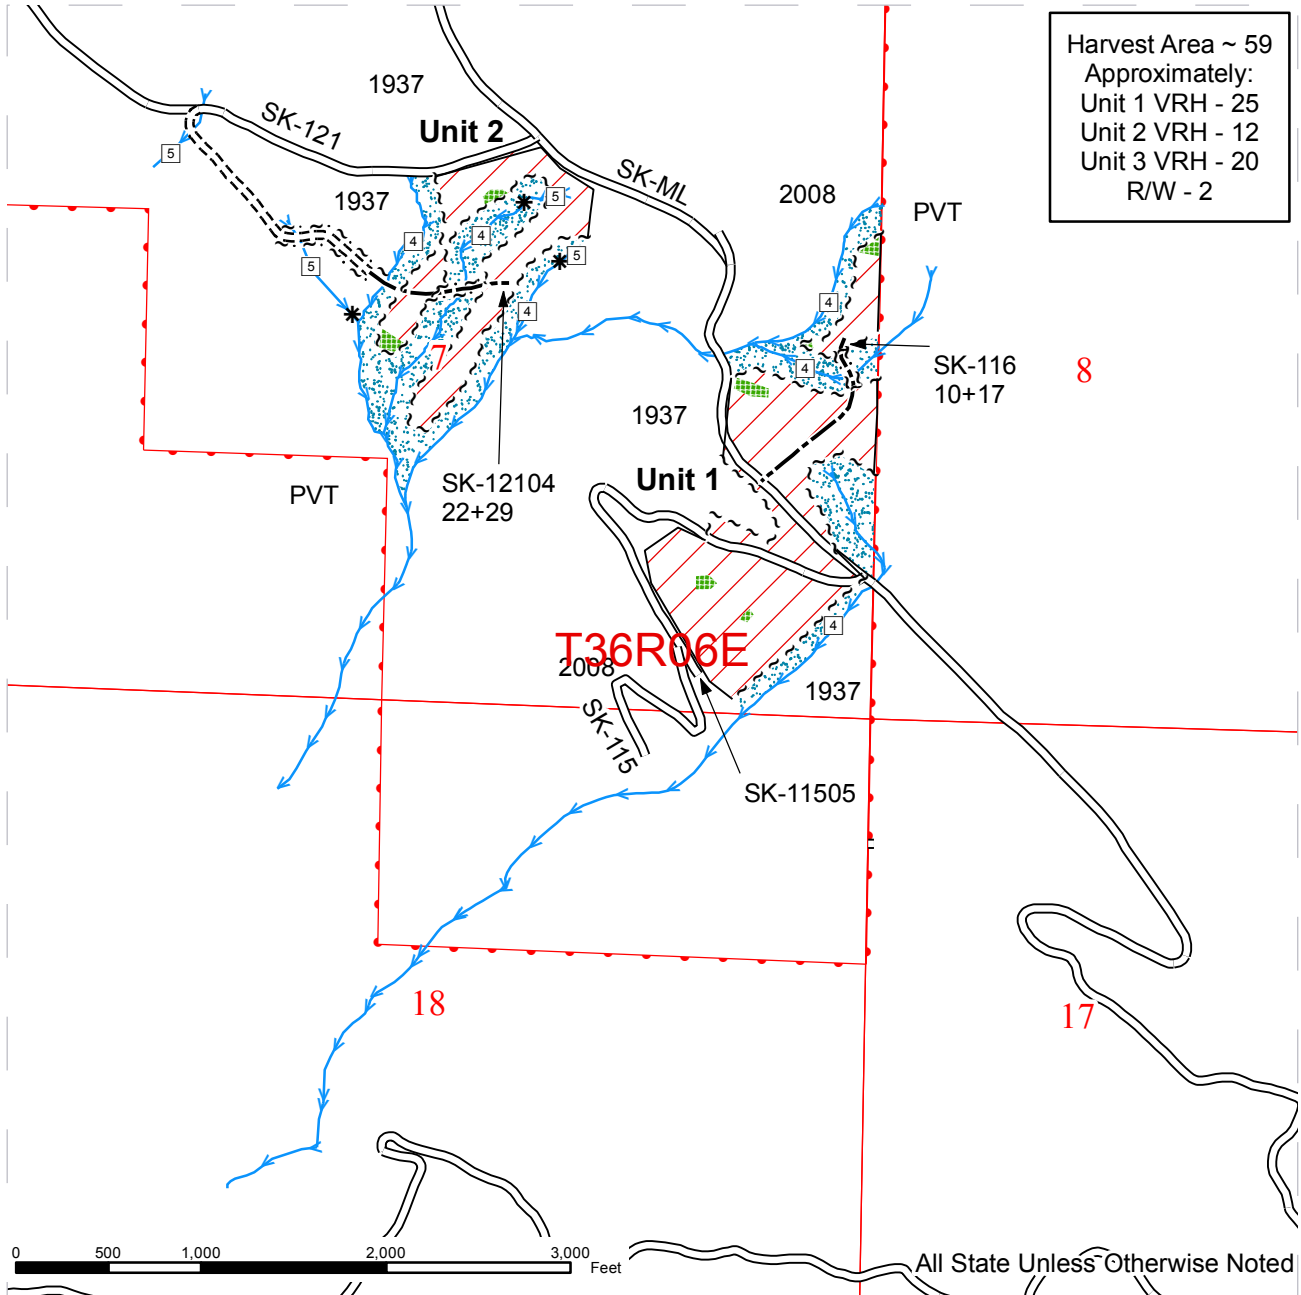 Harvest Area ~ 59
Approximately:
Unit 1 VRH - 25
Unit 2 VRH - 12
Unit 3 VRH - 20
R/W - 2
1937
SK-121
Unit 2
SK-ML
5
1937
2008
PVT
5
4
4
5
5
4
4
7
4
SK-116
10+17
8
1937
Unit 1
SK-12104
22+29
PVT
4
T36R06E
2008
1937
SK-115
SK-11505
18
17
0 500 1,000 2,000 3,000
Feet
All State Unless Otherwise Noted